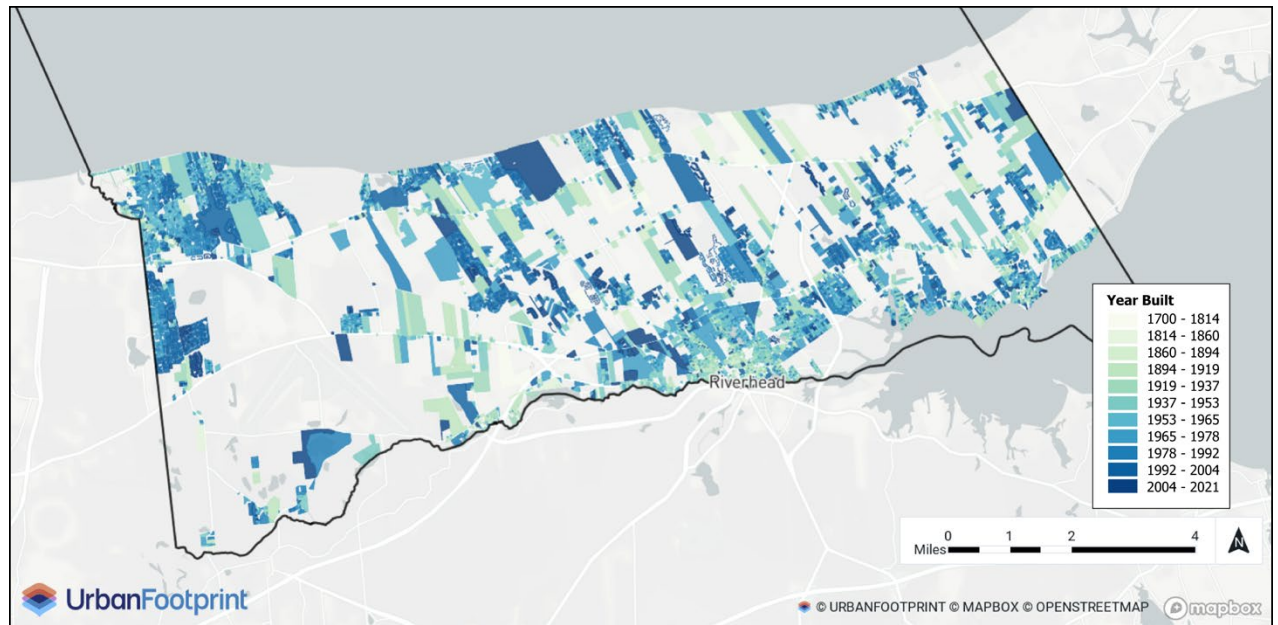 Riverhead
Year Built
1700 - 1814
1814 - 1860
1860 - 1894
1894 - 1919
1919 - 1937
1937 - 1953
1953 - 1965
1965 - 1978
1978 - 1992
1992 - 2004
2004 - 2021
0 1 2 4
Miles
N
UrbanFootprint
© URBANFOOTPRINT © MAPBOX © OPENSTREETMAP
mapbox